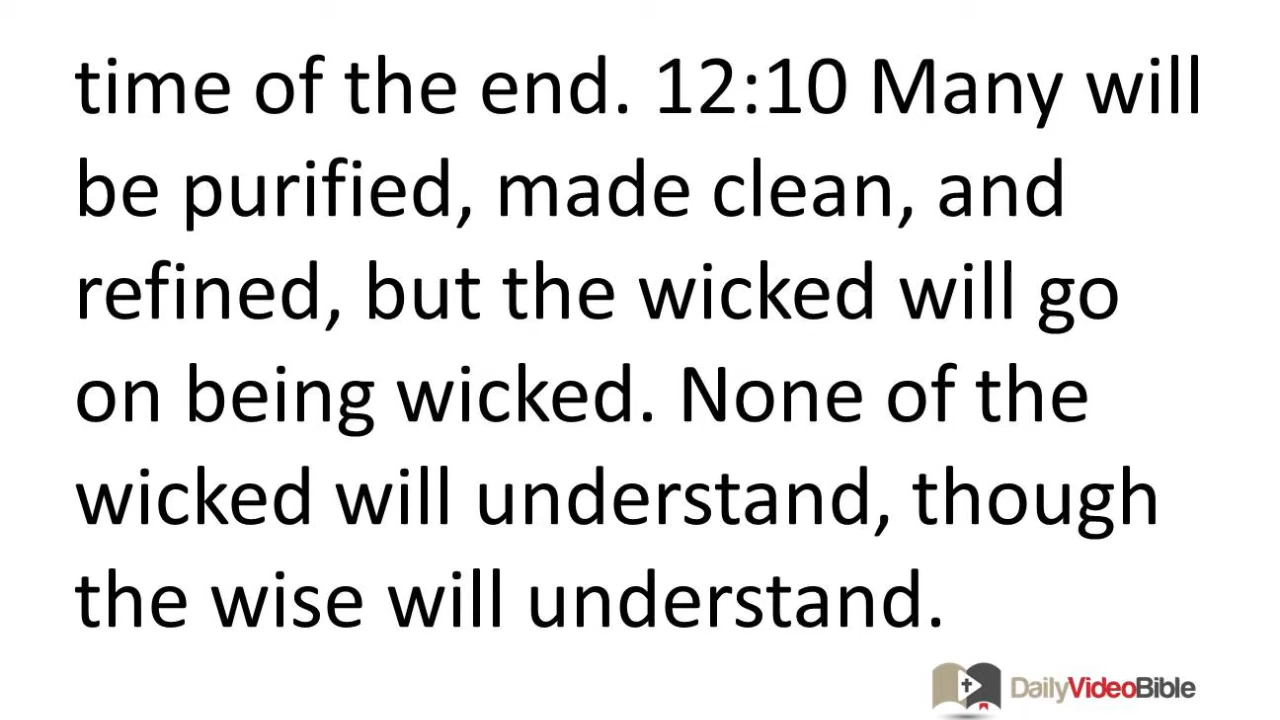 time of the end. 12:10 Many will
be purified, made clean, and
refined, but the wicked will go
on being wicked. None of the
wicked will understand, though
the wise will understand.
DailyVideoBible